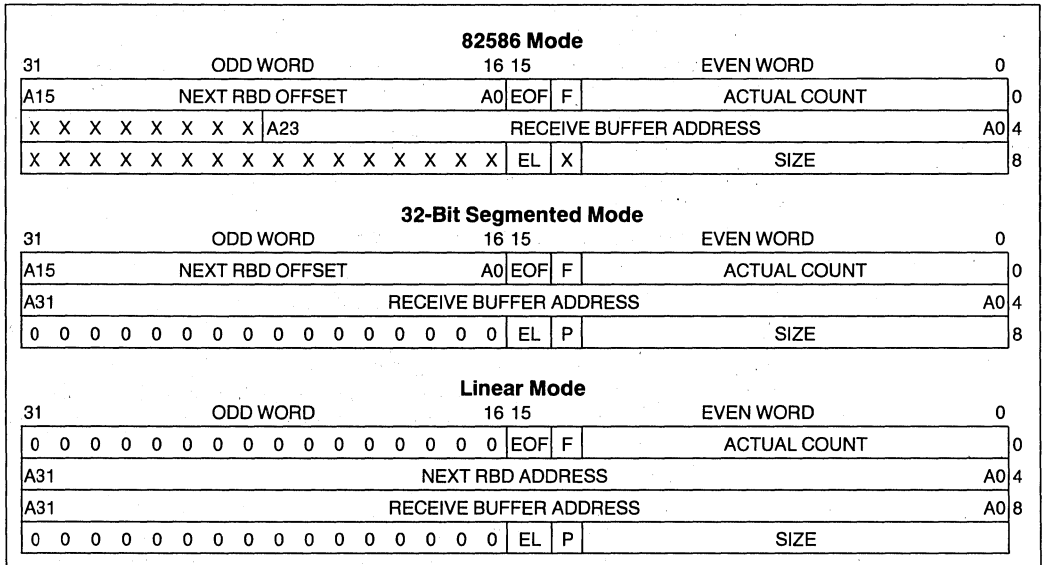 82586 Mode
31 ODD WORD 16 15 EVEN WORD 0
A15 NEXT RBD OFFSET A0 EOF F ACTUAL COUNT 0
X X X X X X X X A23 RECEIVE BUFFER ADDRESS A0 4
X X X X X X X X X X X X X X X X EL X SIZE 8
32-Bit Segmented Mode
31 ODD WORD 16 15 EVEN WORD 0
A15 NEXT RBD OFFSET A0 EOF F ACTUAL COUNT 0
A31 RECEIVE BUFFER ADDRESS A0 4
0 0 0 0 0 0 0 0 0 0 0 0 0 0 0 0 EL P SIZE 8
Linear Mode
31 ODD WORD 16 15 EVEN WORD 0
0 0 0 0 0 0 0 0 0 0 0 0 0 0 0 0 EOF F ACTUAL COUNT 0
A31 NEXT RBD ADDRESS A0 4
A31 RECEIVE BUFFER ADDRESS A0 8
0 0 0 0 0 0 0 0 0 0 0 0 0 0 0 0 EL P SIZE